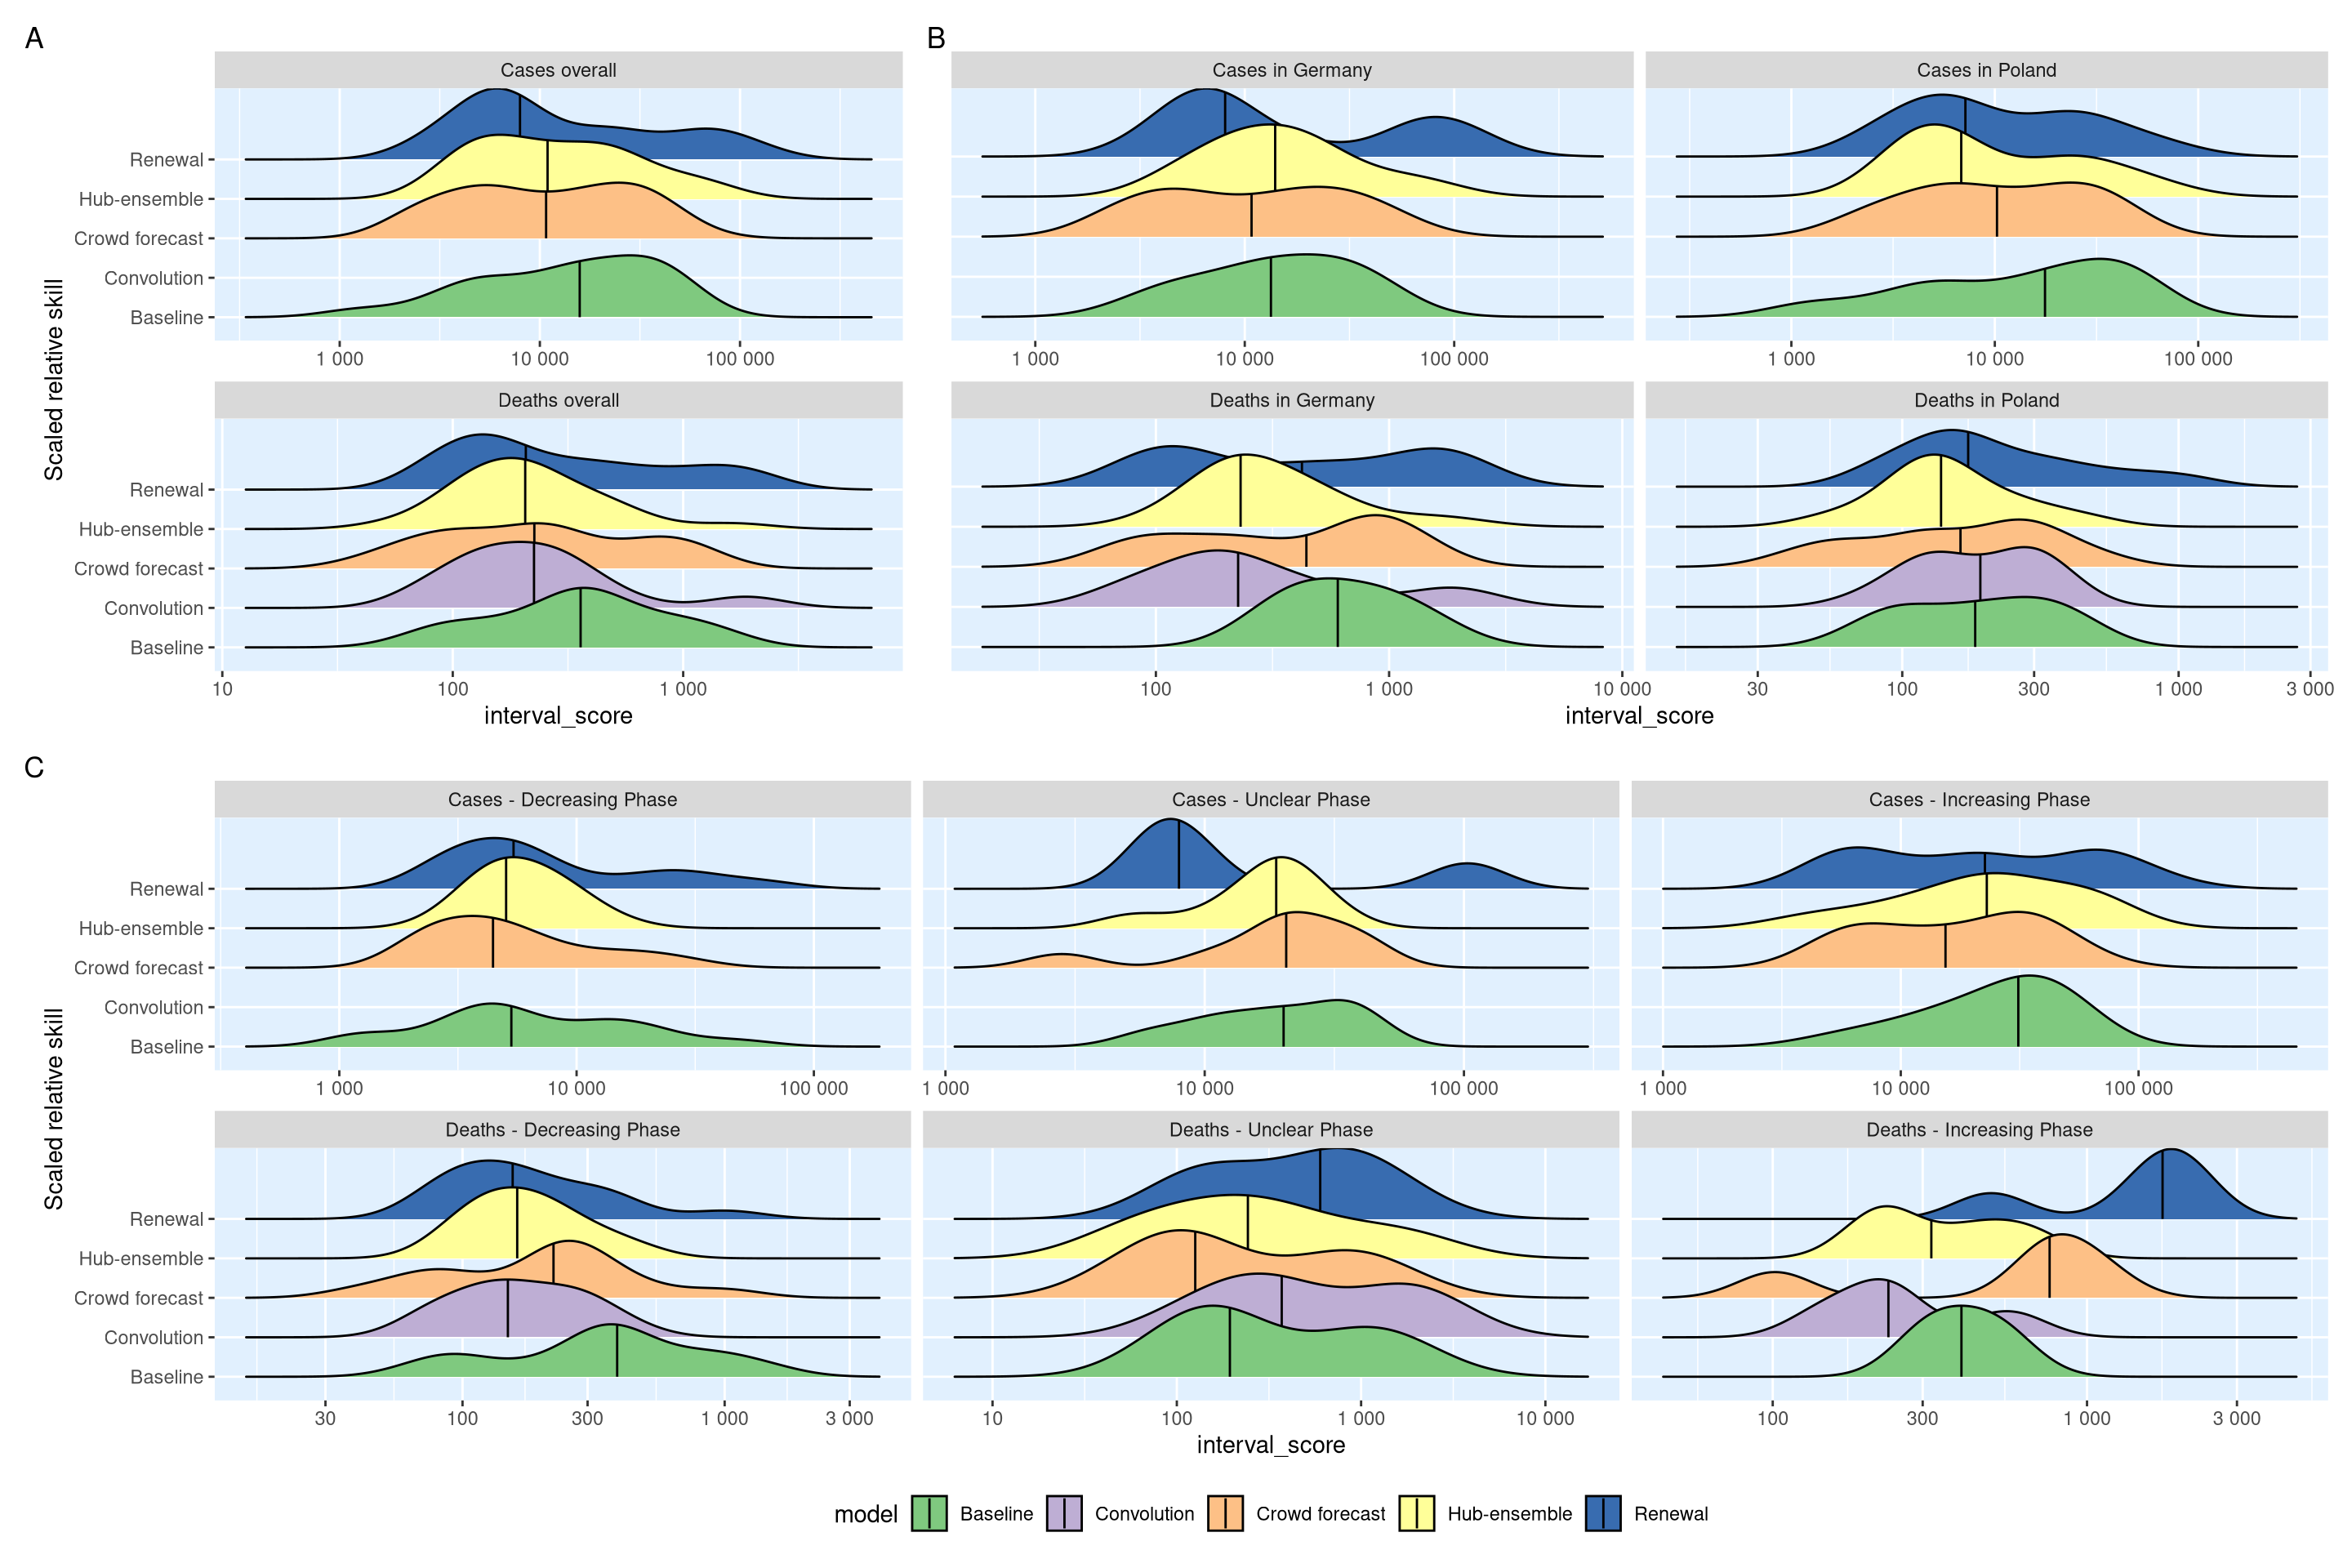 A
B
Cases overall
Cases in Germany
Cases in Poland
Scaled relative skill
Renewal
Hub-ensemble
Crowd forecast
Convolution
Baseline
1 000 10 000 100 000
1 000 10 000 100 000
1 000 10 000 100 000
Deaths overall
Deaths in Germany
Deaths in Poland
Renewal
Hub-ensemble
Crowd forecast
Convolution
Baseline
10 100 1 000
100 1 000 10 000
30 100 300 1 000 3 000
interval_score
interval_score
C
Cases - Decreasing Phase
Cases - Unclear Phase
Cases - Increasing Phase
Scaled relative skill
Renewal
Hub-ensemble
Crowd forecast
Convolution
Baseline
1 000 10 000 100 000
1 000 10 000 100 000
1 000 10 000 100 000
Deaths - Decreasing Phase
Deaths - Unclear Phase
Deaths - Increasing Phase
Renewal
Hub-ensemble
Crowd forecast
Convolution
Baseline
30 100 300 1 000 3 000
10 100 1 000 10 000
100 300 1 000 3 000
interval_score
model Baseline Convolution Crowd forecast Hub-ensemble Renewal